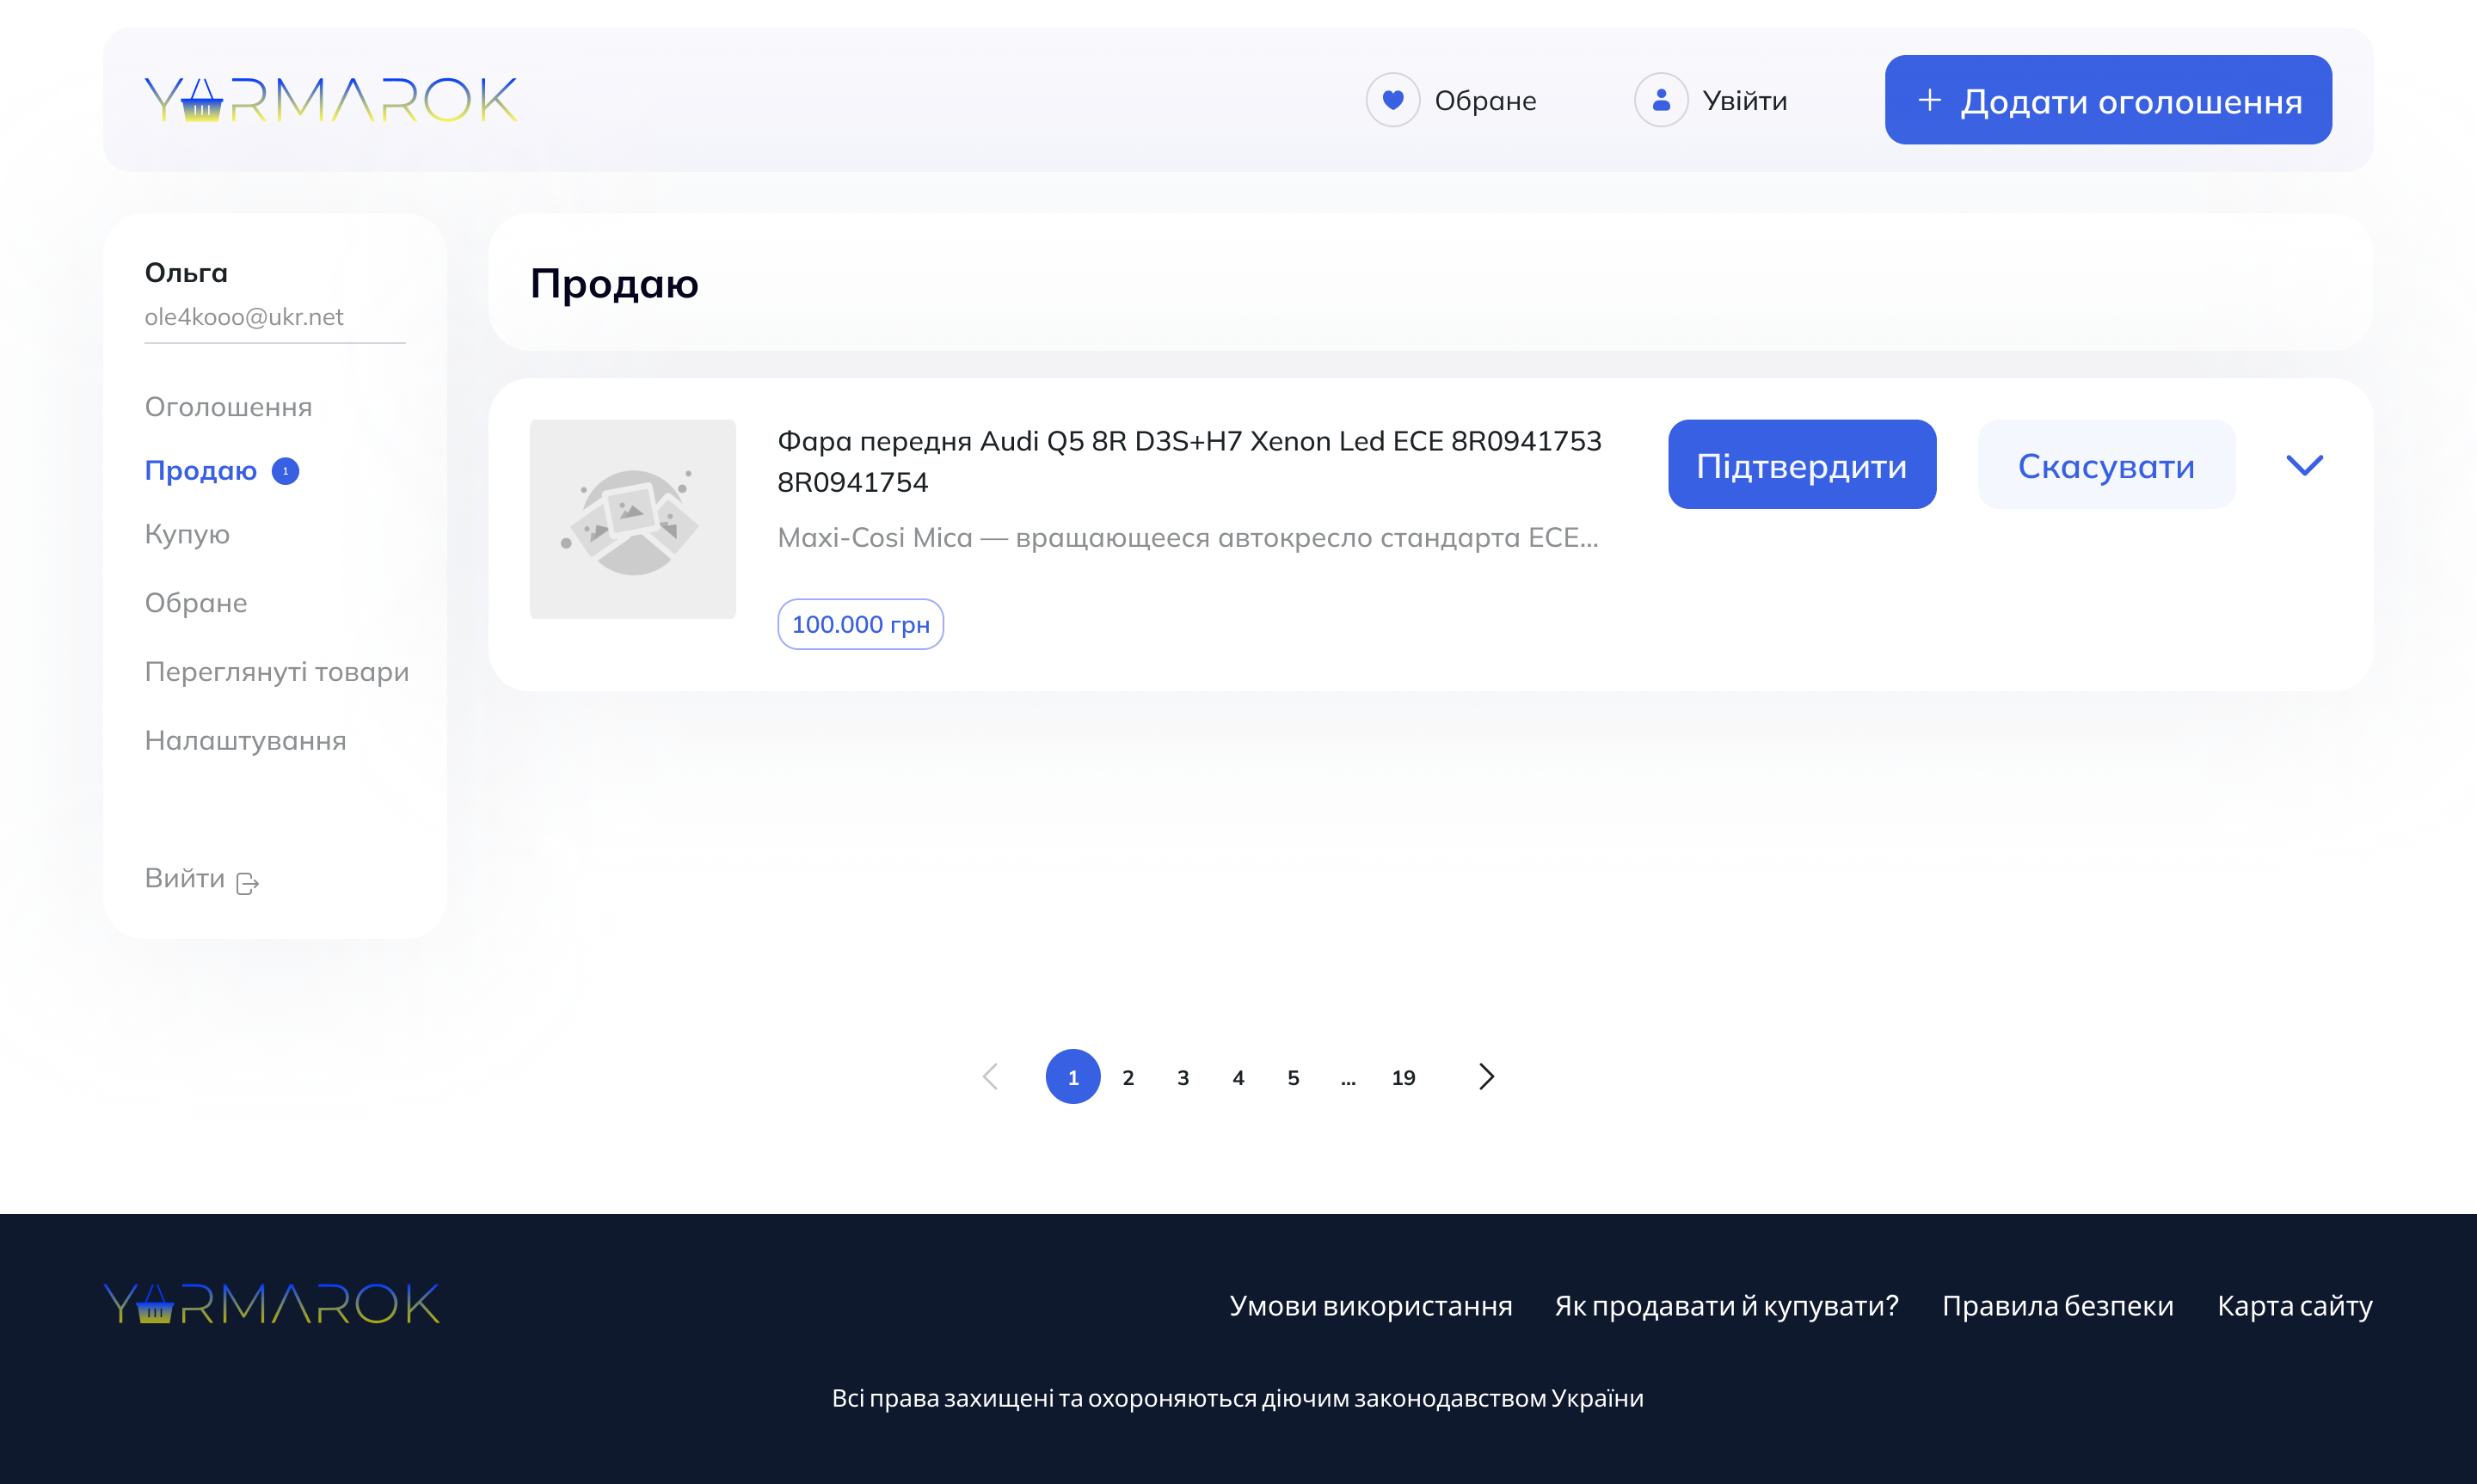 YARMAROK
Обране
Увійти
+ Додати оголошення
Ольга
ole4kooo@ukr.net
Оголошення
Продаю 1
Купую
Обране
Переглянуті товари
Налаштування
Вийти
Продаю
Фара передня Audi Q5 8R D3S+H7 Xenon Led ECE 8R0941753
8R0941754
Maxi-Cosi Mica — вращающееся автокресло стандарта ECE...
100.000 грн
Підтвердити
Скасувати
1 2 3 4 5 ... 19
YARMAROK
Умови використання
Як продавати й купувати?
Правила безпеки
Карта сайту
Всі права захищені та охороняються діючим законодавством України